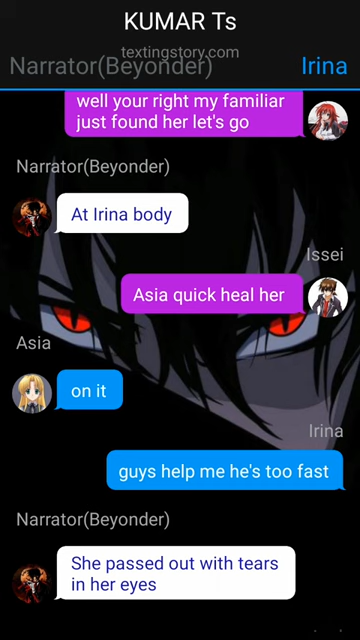 KUMAR Ts
textingstory.com
Narrator(Beyonder)
Irina
well your right my familiar
just found her let's go
Narrator(Beyonder)
At Irina body
Issei
Asia quick heal her
Asia
on it
Irina
guys help me he's too fast
Narrator(Beyonder)
She passed out with tears
in her eyes